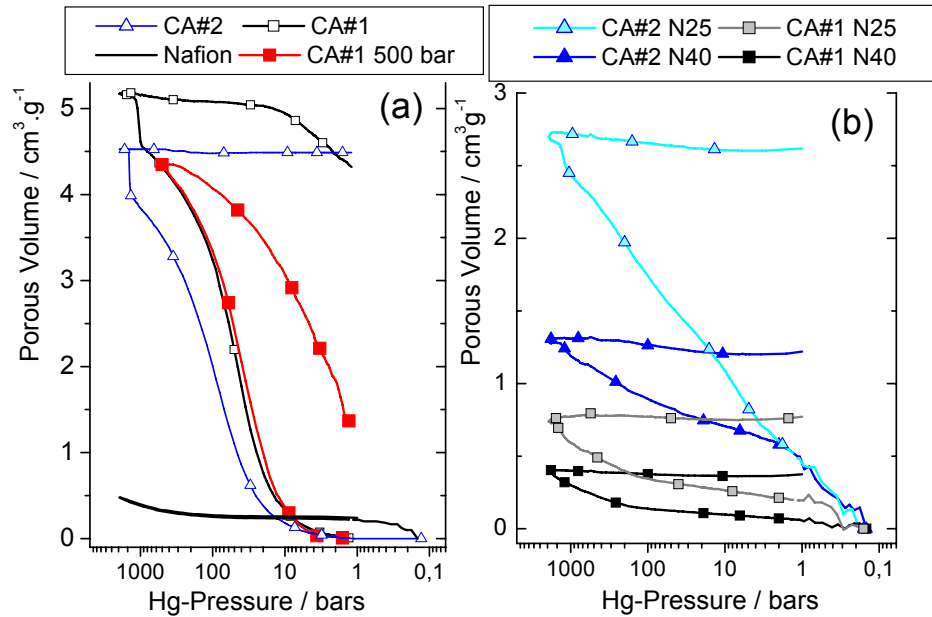 CA#2 CA#1
Nafion CA#1 500 bar
CA#2 N25 CA#1 N25
CA#2 N40 CA#1 N40
(a)
Porous Volume / cm³.g⁻¹
5
4
3
2
1
0
1000 100 10 1 0,1
Hg-Pressure / bars
(b)
Porous Volume / cm³g⁻¹
3
2
1
0
1000 100 10 1 0,1
Hg-Pressure / bars